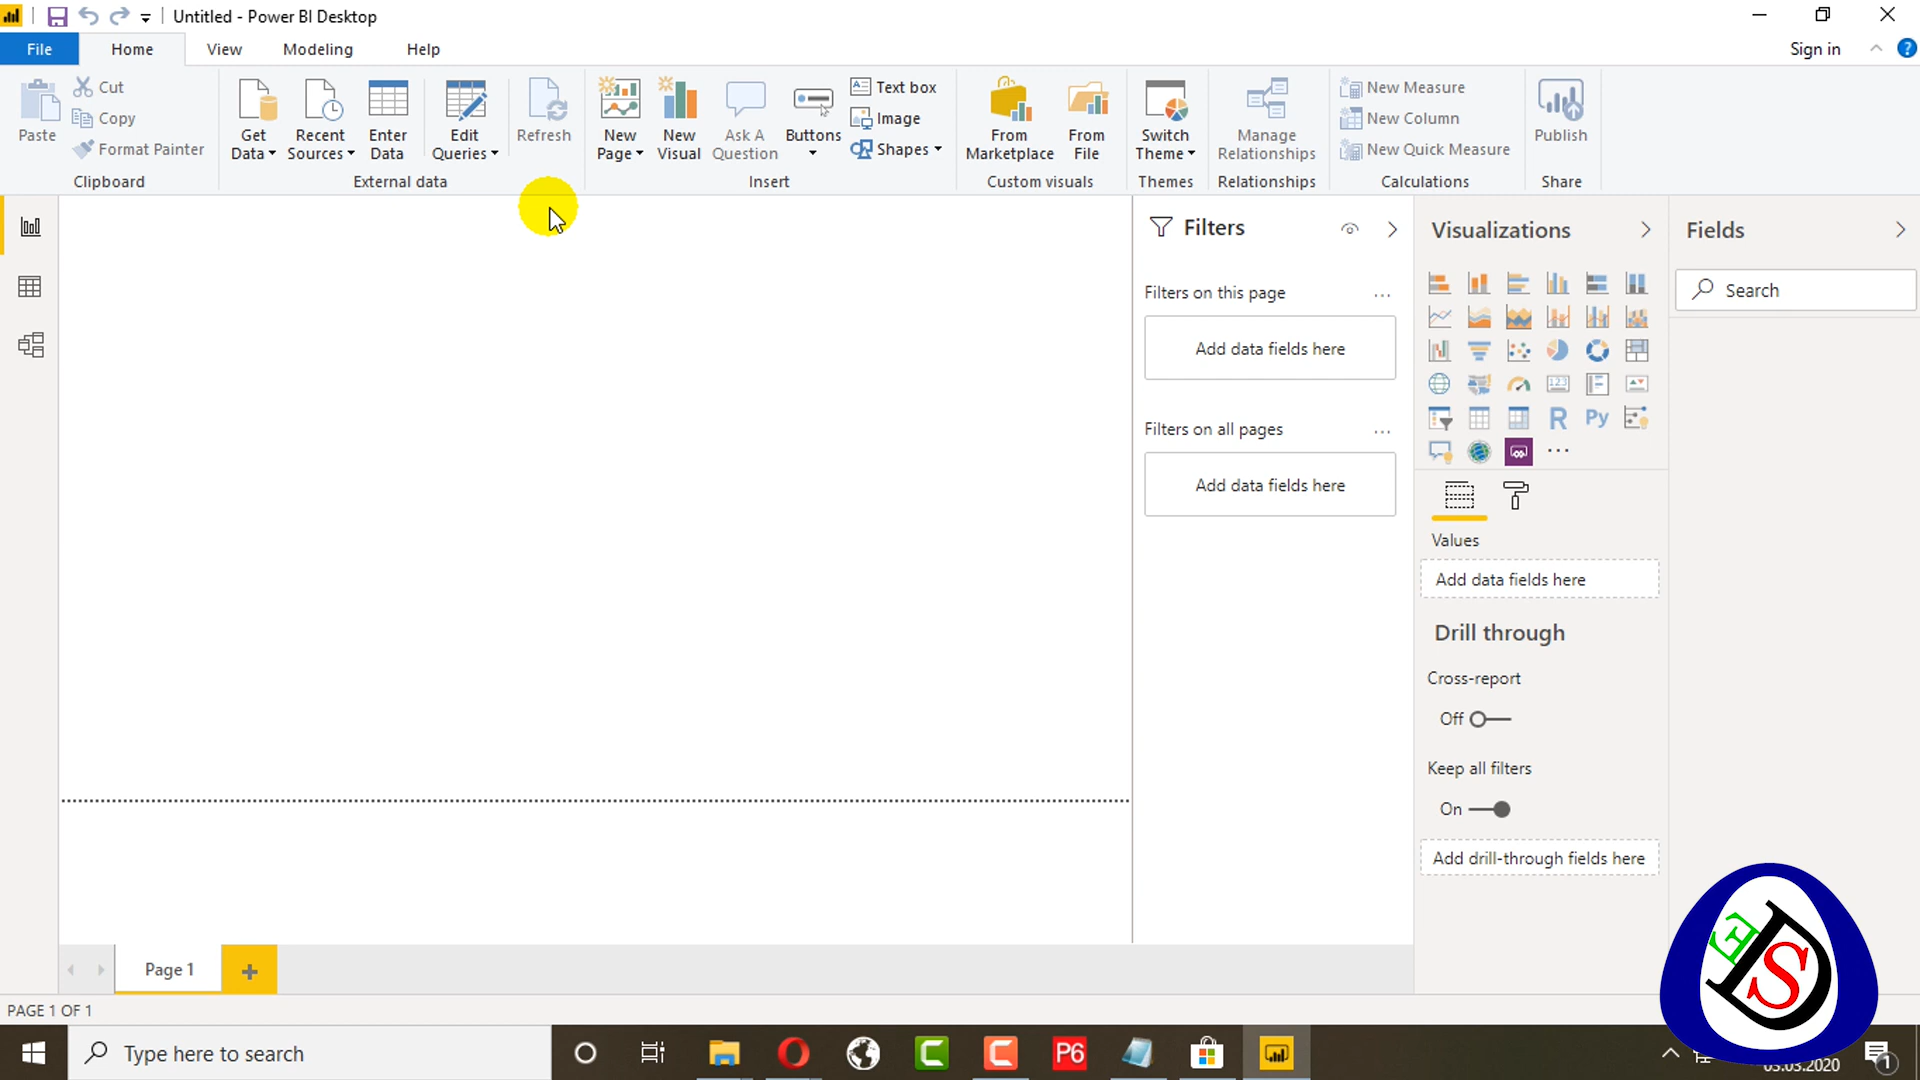 Untitled - Power BI Desktop
File Home View Modeling Help Sign in ?
Paste
Cut
Copy
Format Painter
Clipboard
Get Data
Recent Sources
Enter Data
Edit Queries
Refresh
External data
New Page
New Visual
Ask A Question
Buttons
Text box
Image
Shapes
Insert
From Marketplace
From File
Custom visuals
Switch Theme
Themes
Manage Relationships
Relationships
New Measure
New Column
New Quick Measure
Calculations
Publish
Share
Filters
Filters on this page ...
Add data fields here
Filters on all pages ...
Add data fields here
Visualizations
123
R Py
...
Values
Add data fields here
Drill through
Cross-report
Off
Keep all filters
On
Add drill-through fields here
Fields
Search
Page 1 +
PAGE 1 OF 1
Type here to search
C C P6
03.03.2020
1
E D S